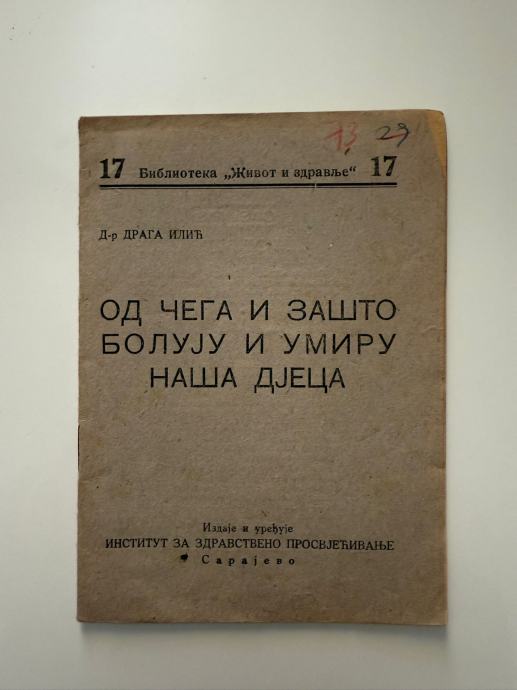 13 29
17 Библиотека „Живот и здравље“ 17
Д-р ДРАГА ИЛИЋ
ОД ЧЕГА И ЗАШТО
БОЛУЈУ И УМИРУ
НАША ДЈЕЦА
Издаје и уређује
ИНСТИТУТ ЗА ЗДРАВСТВЕНО ПРОСВЈЕЋИВАЊЕ
Сарајево